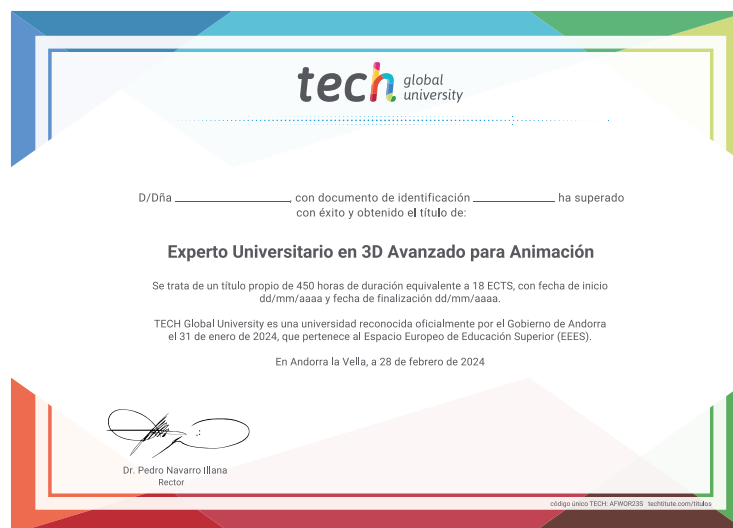 tech global
university
D/Dña ____________, con documento de identificación ____________ ha superado
con éxito y obtenido el título de:
Experto Universitario en 3D Avanzado para Animación
Se trata de un título propio de 450 horas de duración equivalente a 18 ECTS, con fecha de inicio
dd/mm/aaaa y fecha de finalización dd/mm/aaaa.
TECH Global University es una universidad reconocida oficialmente por el Gobierno de Andorra
el 31 de enero de 2024, que pertenece al Espacio Europeo de Educación Superior (EEES).
En Andorra la Vella, a 28 de febrero de 2024
Dr. Pedro Navarro Illana
Rector
código único TECH: AFWOR23S techtitute.com/titulos